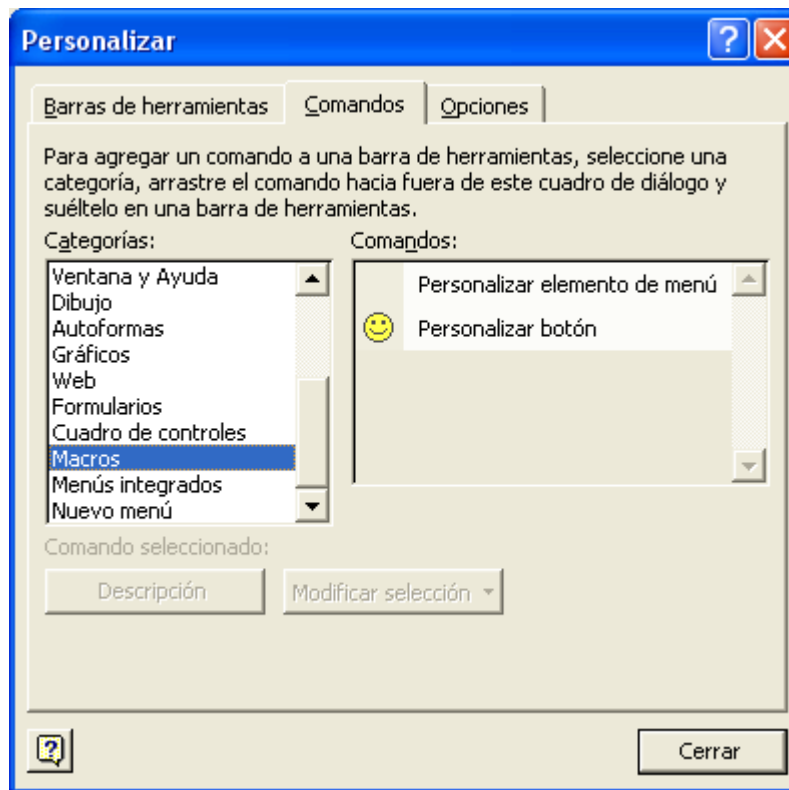 Personalizar
Barras de herramientas
Comandos
Opciones
Para agregar un comando a una barra de herramientas, seleccione una
categoría, arrastre el comando hacia fuera de este cuadro de diálogo y
suéltelo en una barra de herramientas.
Categorías:
Ventana y Ayuda
Dibujo
Autoformas
Gráficos
Web
Formularios
Cuadro de controles
Macros
Menús integrados
Nuevo menú
Comandos:
Personalizar elemento de menú
Personalizar botón
Comando seleccionado:
Descripción
Modificar selección
Cerrar